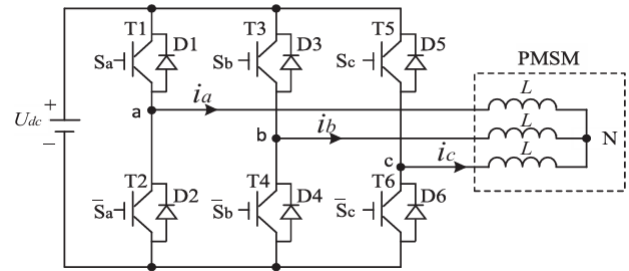 T1 T3 T5
D1 D3 D5
Sa Sb Sc
PMSM
+
Udc
−
a ia
L
b ib
L
N
c ic
L
T2 T4 T6
D2 D4 D6
S̅a S̅b S̅c